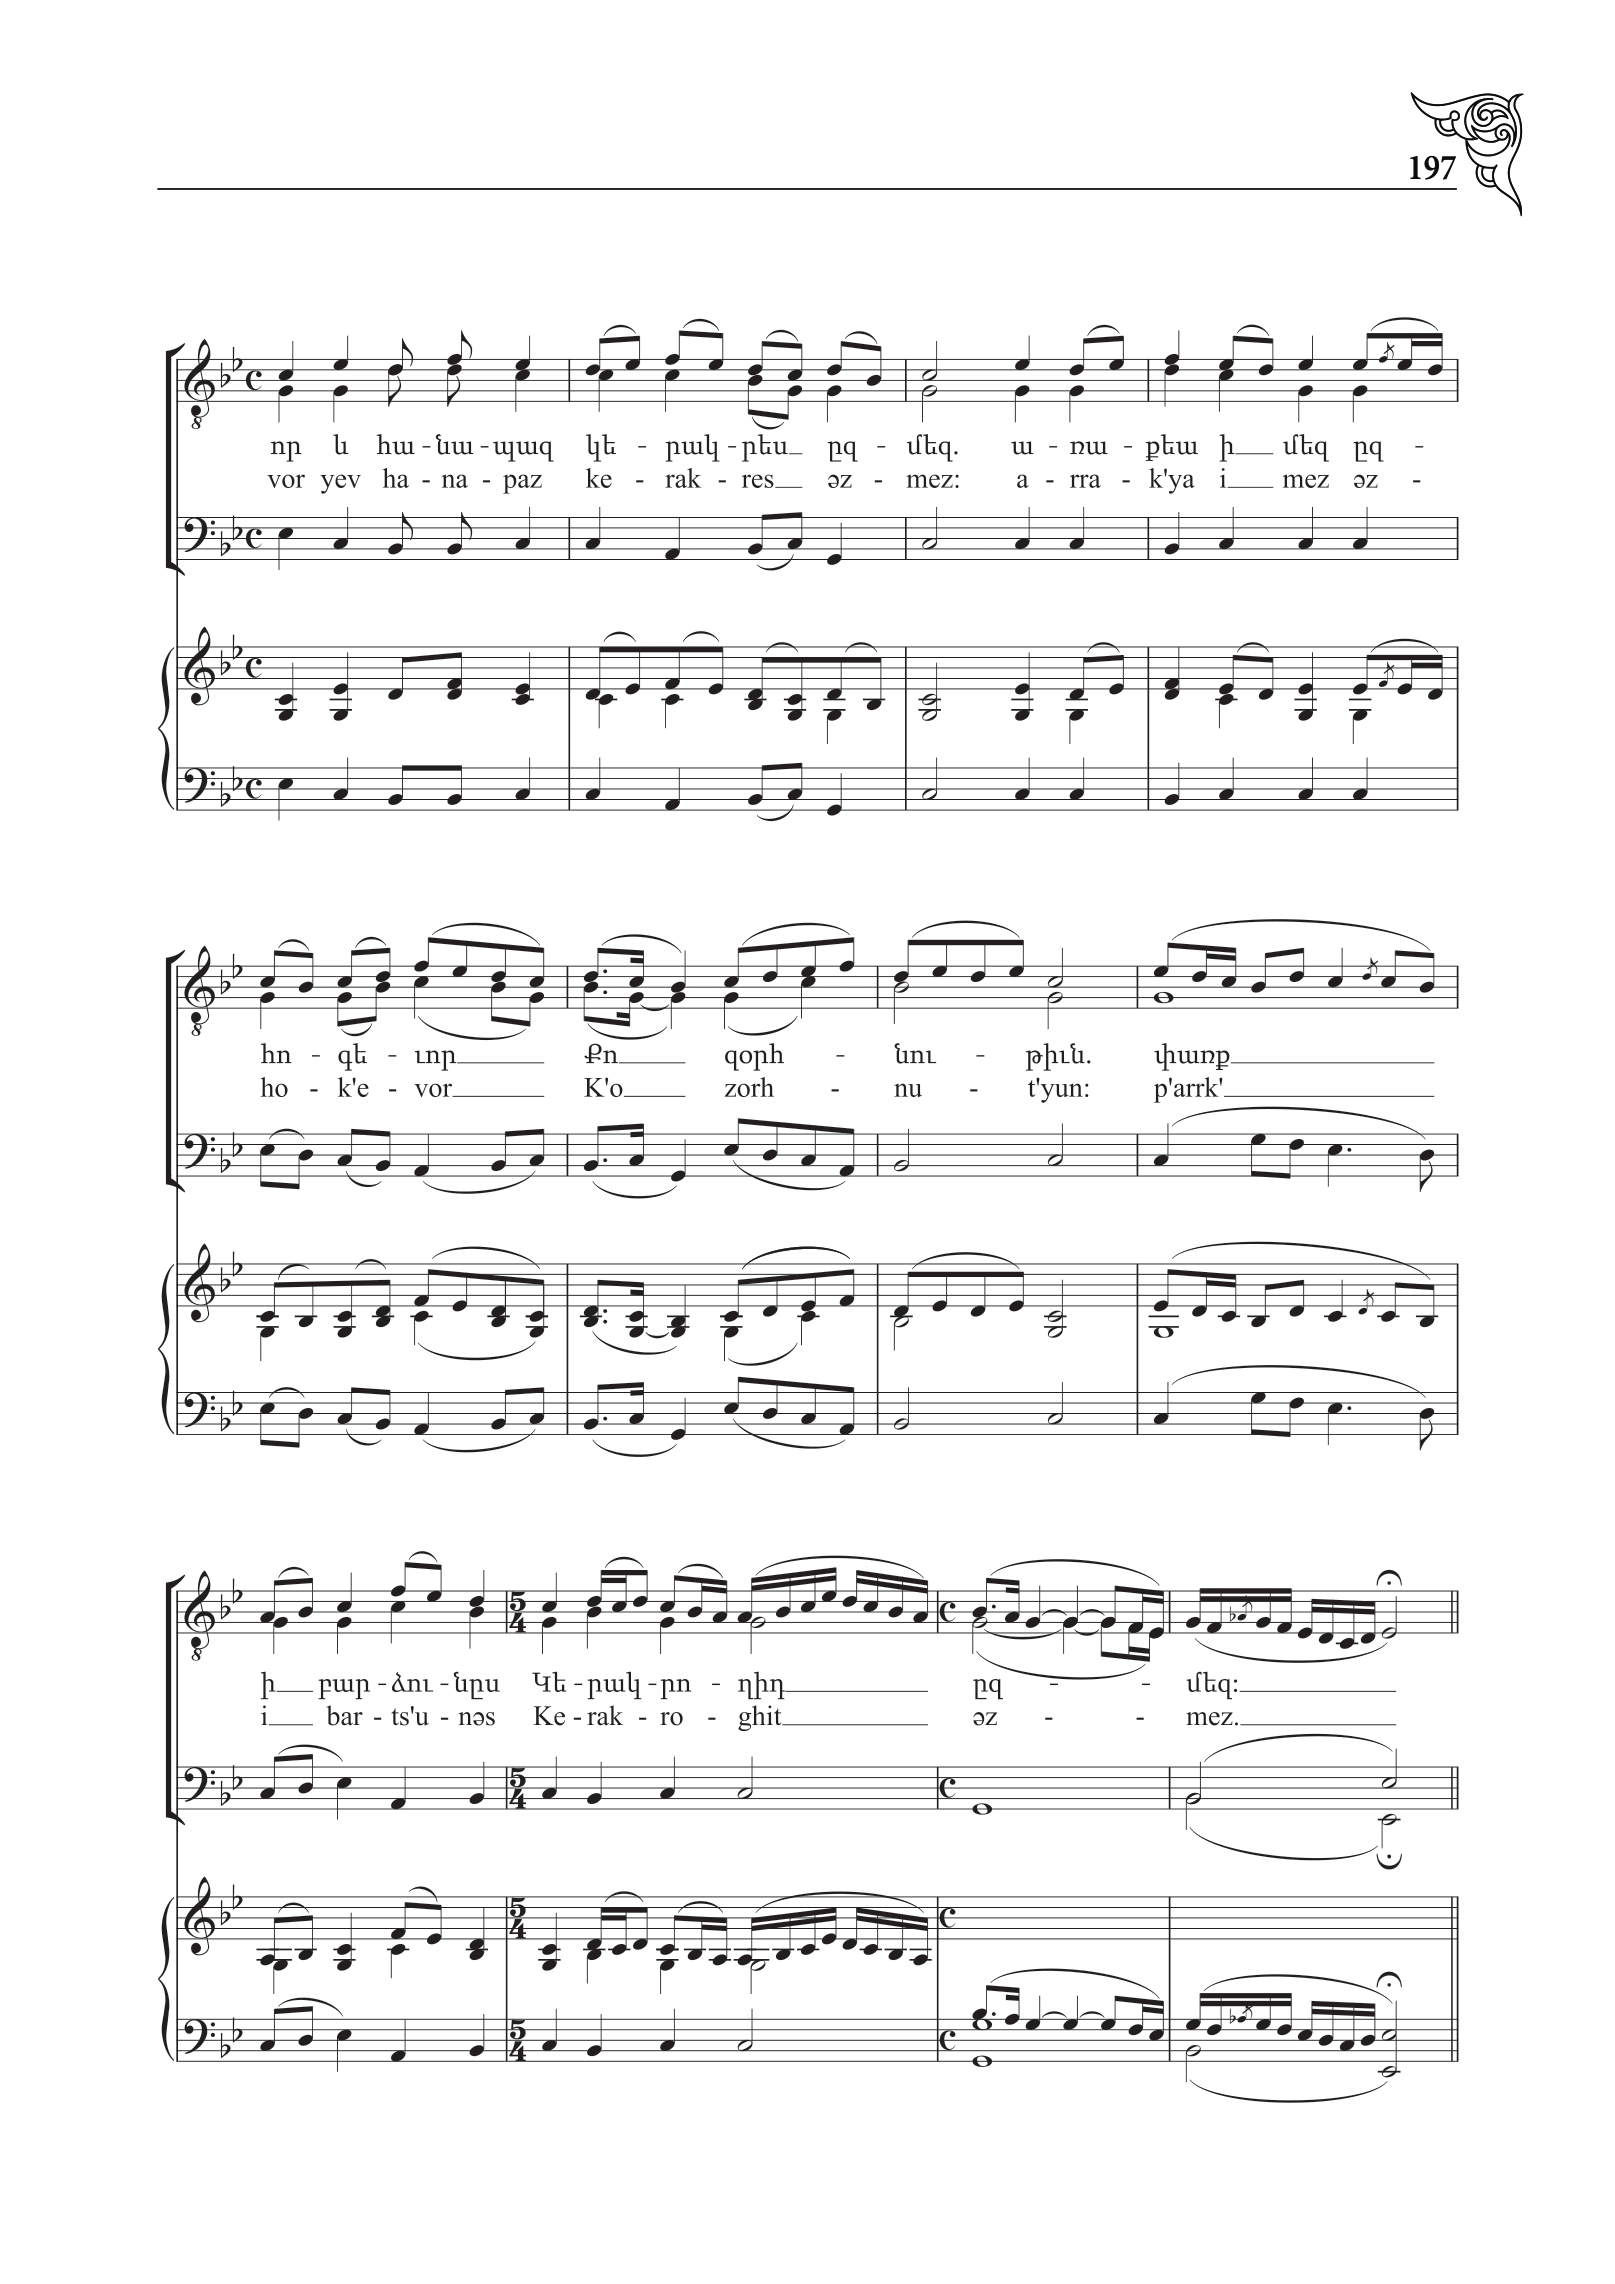 197
որ և հա - նա - պազ կե - րակ - րես ըզ - մեզ. ա - ռա - քեա ի մեզ ըզ -
vor yev ha - na - paz ke - rak - res əz - mez: a - rra - k'ya i mez əz -
հո - գե - ւոր Քո զօրհ - նու - թիւն. փառք
ho - k'e - vor K'o zorh - nu - t'yun: p'arrk'
ի բար - ձու - նըս Կե - րակ - րո - ղիդ ըզ - - մեզ:
i bar - ts'u - nəs Ke - rak - ro - ghit əz - - mez.